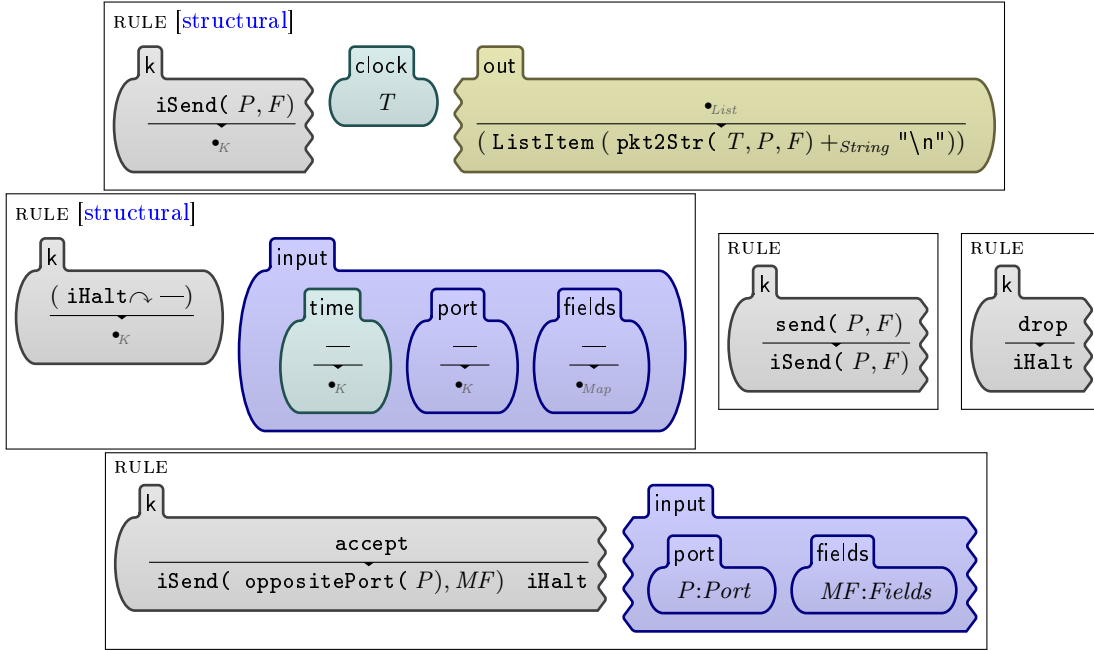 RULE [structural]
k clock out
iSend( P, F) T •List
•K ( ListItem ( pkt2Str( T, P, F) +String "\n"))
RULE [structural]
k input
( iHalt ↷ —)
•K
time port fields
— — —
•K •K •Map
RULE
k
send( P, F)
iSend( P, F)
RULE
k
drop
iHalt
RULE
k input
accept
iSend( oppositePort( P), MF) iHalt
port fields
P:Port MF:Fields